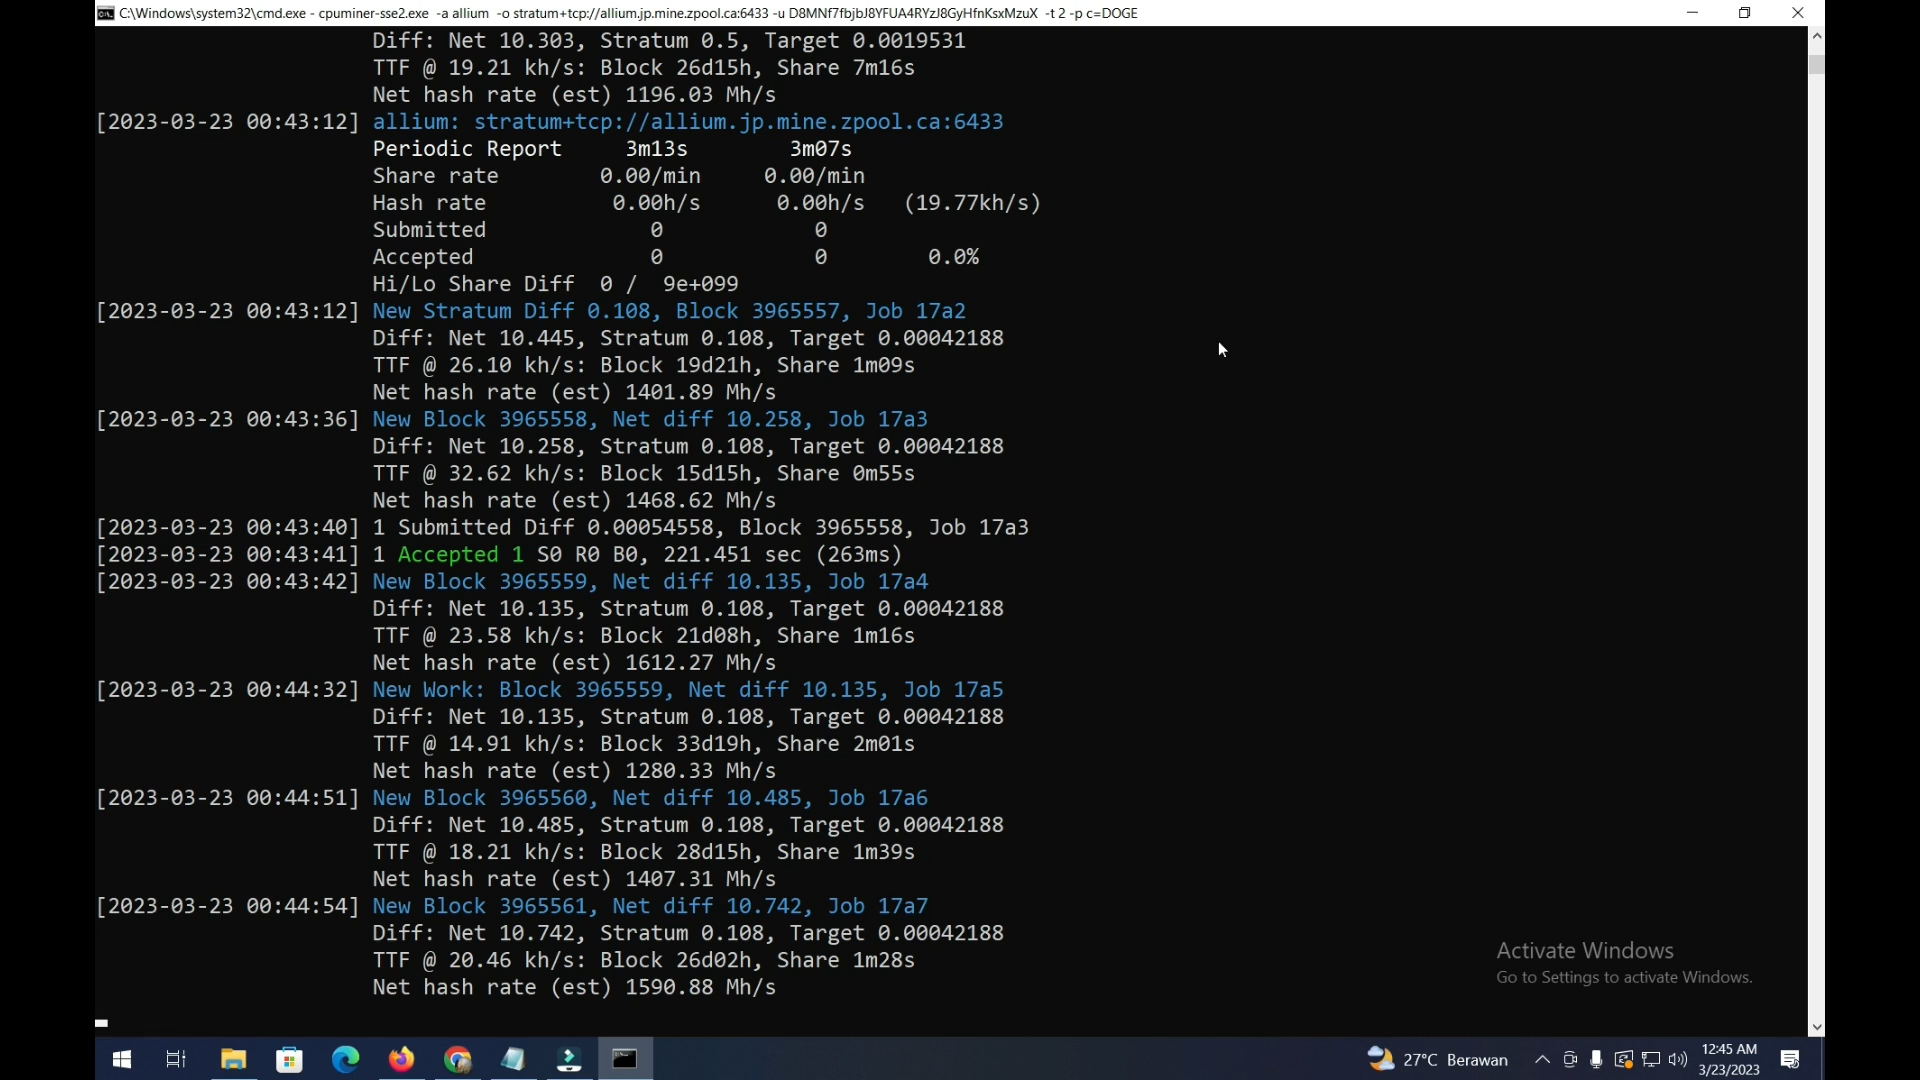 C:\Windows\system32\cmd.exe - cpuminer-sse2.exe -a allium -o stratum+tcp://allium.jp.mine.zpool.ca:6433 -u D8MNf7fbjbJ8YFUA4RYzJ8GyHfnKsxMzuX -t 2 -p c=DOGE
Diff: Net 10.303, Stratum 0.5, Target 0.0019531
TTF @ 19.21 kh/s: Block 26d15h, Share 7m16s
Net hash rate (est) 1196.03 Mh/s
[2023-03-23 00:43:12] allium: stratum+tcp://allium.jp.mine.zpool.ca:6433
Periodic Report 3m13s 3m07s
Share rate 0.00/min 0.00/min
Hash rate 0.00h/s 0.00h/s (19.77kh/s)
Submitted 0 0
Accepted 0 0 0.0%
Hi/Lo Share Diff 0 / 9e+099
[2023-03-23 00:43:12] New Stratum Diff 0.108, Block 3965557, Job 17a2
Diff: Net 10.445, Stratum 0.108, Target 0.00042188
TTF @ 26.10 kh/s: Block 19d21h, Share 1m09s
Net hash rate (est) 1401.89 Mh/s
[2023-03-23 00:43:36] New Block 3965558, Net diff 10.258, Job 17a3
Diff: Net 10.258, Stratum 0.108, Target 0.00042188
TTF @ 32.62 kh/s: Block 15d15h, Share 0m55s
Net hash rate (est) 1468.62 Mh/s
[2023-03-23 00:43:40] 1 Submitted Diff 0.00054558, Block 3965558, Job 17a3
[2023-03-23 00:43:41] 1 Accepted 1 S0 R0 B0, 221.451 sec (263ms)
[2023-03-23 00:43:42] New Block 3965559, Net diff 10.135, Job 17a4
Diff: Net 10.135, Stratum 0.108, Target 0.00042188
TTF @ 23.58 kh/s: Block 21d08h, Share 1m16s
Net hash rate (est) 1612.27 Mh/s
[2023-03-23 00:44:32] New Work: Block 3965559, Net diff 10.135, Job 17a5
Diff: Net 10.135, Stratum 0.108, Target 0.00042188
TTF @ 14.91 kh/s: Block 33d19h, Share 2m01s
Net hash rate (est) 1280.33 Mh/s
[2023-03-23 00:44:51] New Block 3965560, Net diff 10.485, Job 17a6
Diff: Net 10.485, Stratum 0.108, Target 0.00042188
TTF @ 18.21 kh/s: Block 28d15h, Share 1m39s
Net hash rate (est) 1407.31 Mh/s
[2023-03-23 00:44:54] New Block 3965561, Net diff 10.742, Job 17a7
Diff: Net 10.742, Stratum 0.108, Target 0.00042188
TTF @ 20.46 kh/s: Block 26d02h, Share 1m28s
Net hash rate (est) 1590.88 Mh/s
Activate Windows
Go to Settings to activate Windows.
27°C Berawan
12:45 AM
3/23/2023